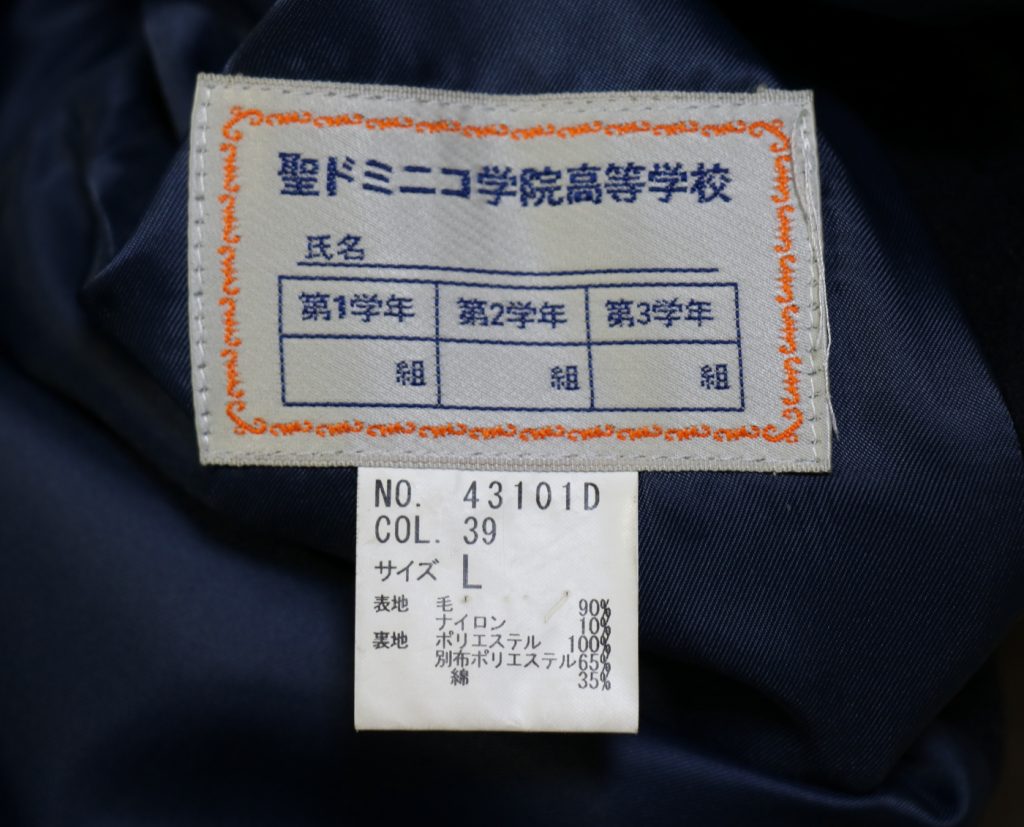 聖ドミニコ学院高等学校
氏名
第1学年 第2学年 第3学年
組 組 組
NO. 43101D
COL. 39
サイズ L
表地 毛 90%
ナイロン 10%
裏地 ポリエステル 100%
別布ポリエステル65%
綿 35%